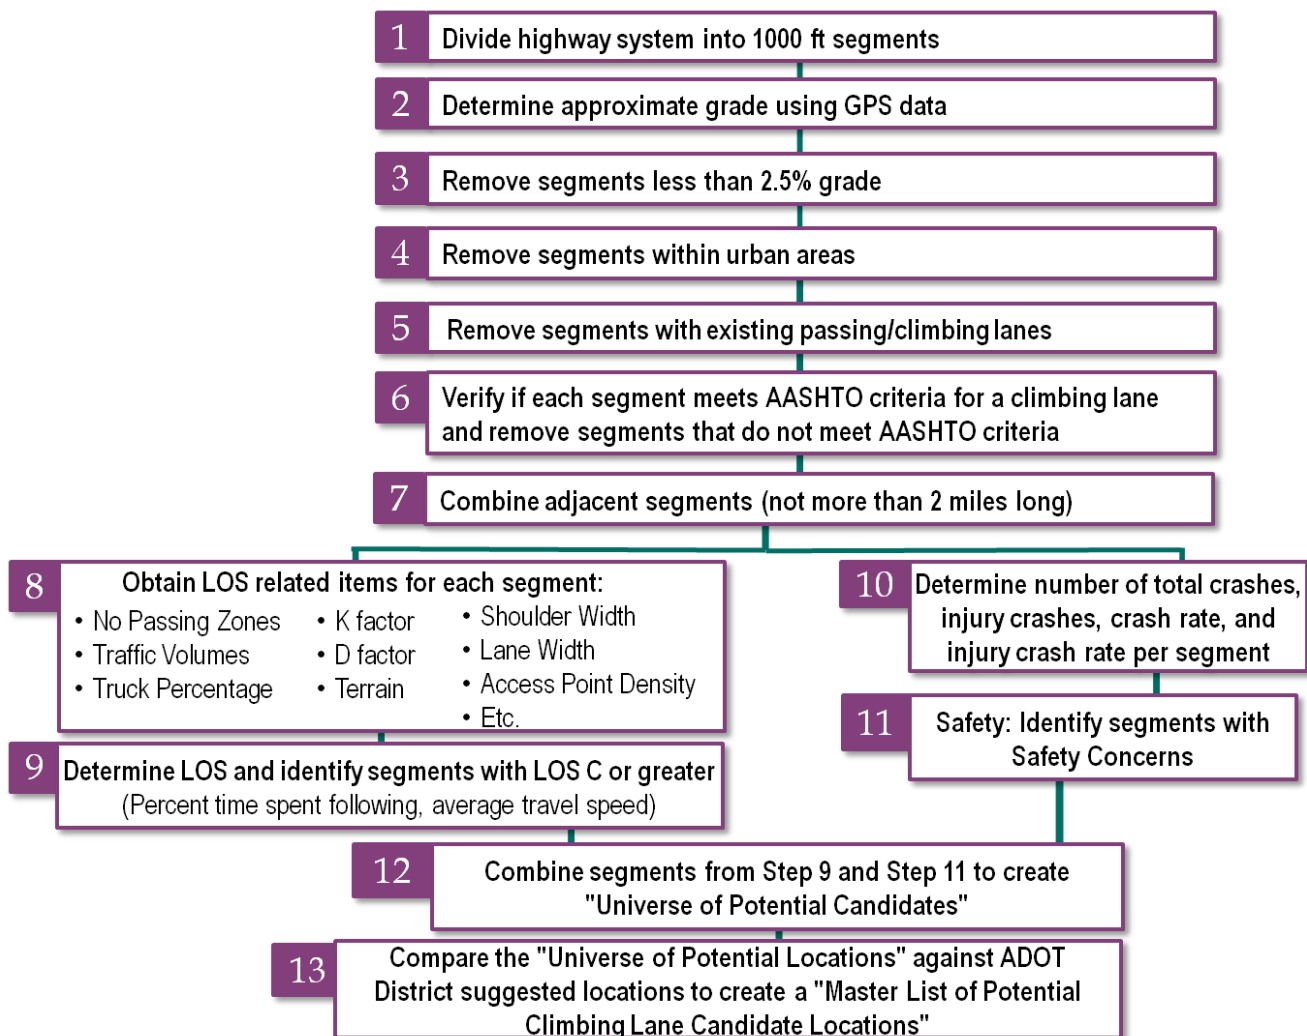 1 Divide highway system into 1000 ft segments
2 Determine approximate grade using GPS data
3 Remove segments less than 2.5% grade
4 Remove segments within urban areas
5 Remove segments with existing passing/climbing lanes
6 Verify if each segment meets AASHTO criteria for a climbing lane
and remove segments that do not meet AASHTO criteria
7 Combine adjacent segments (not more than 2 miles long)
8 Obtain LOS related items for each segment:
• No Passing Zones
• Traffic Volumes
• Truck Percentage
• K factor
• D factor
• Terrain
• Shoulder Width
• Lane Width
• Access Point Density
• Etc.
9 Determine LOS and identify segments with LOS C or greater
(Percent time spent following, average travel speed)
10 Determine number of total crashes,
injury crashes, crash rate, and
injury crash rate per segment
11 Safety: Identify segments with
Safety Concerns
12 Combine segments from Step 9 and Step 11 to create
"Universe of Potential Candidates"
13 Compare the "Universe of Potential Locations" against ADOT
District suggested locations to create a "Master List of Potential
Climbing Lane Candidate Locations"